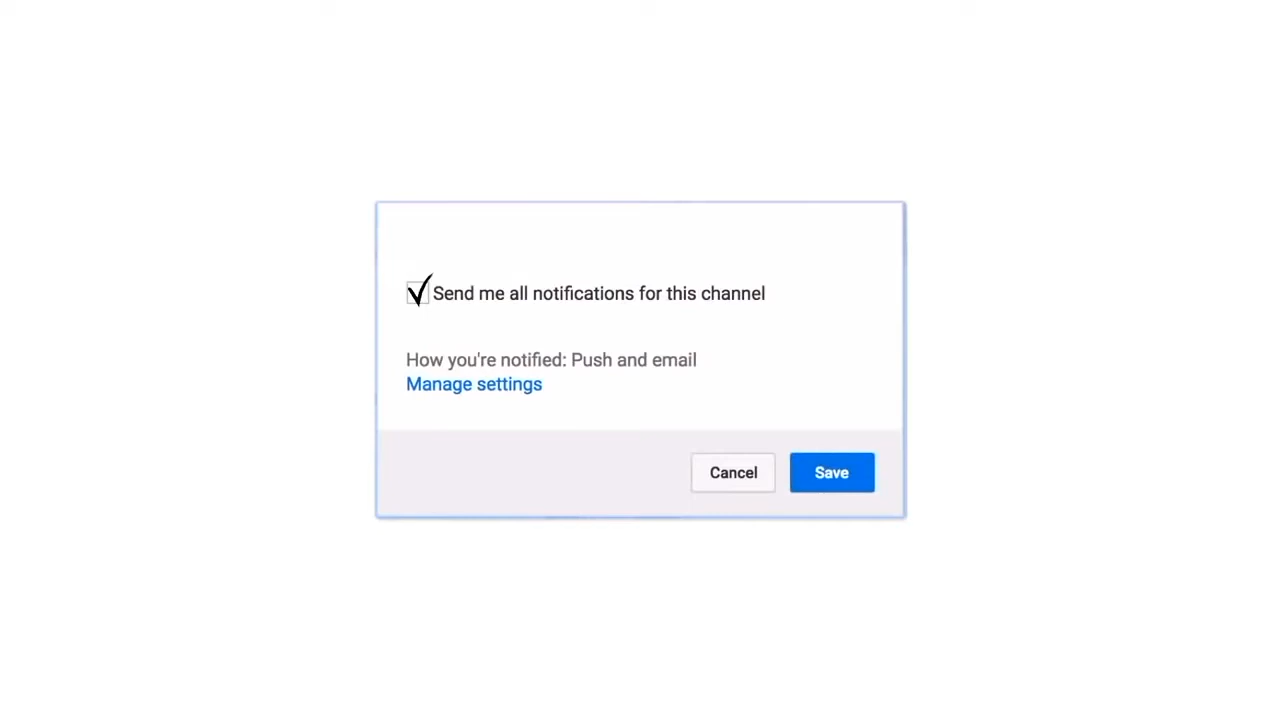 Send me all notifications for this channel
How you're notified: Push and email
Manage settings
Cancel Save